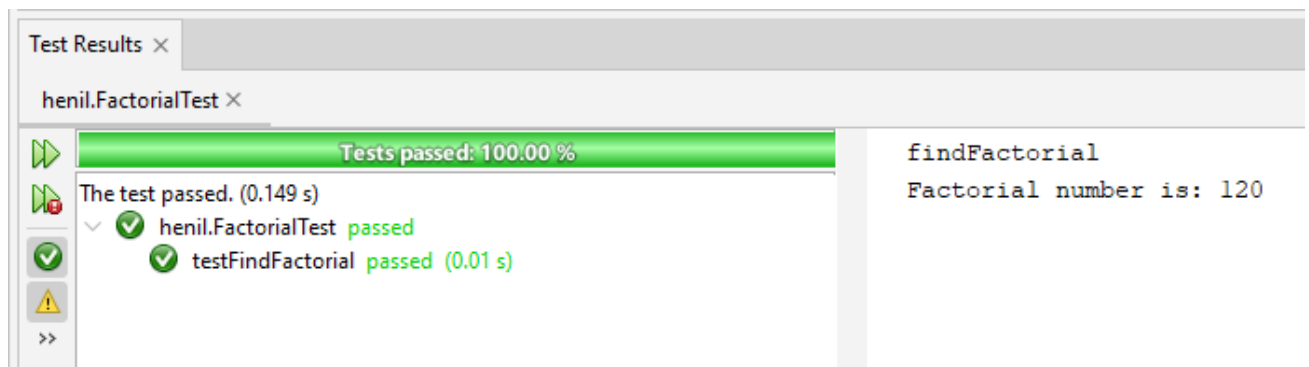 Test Results
henil.FactorialTest
Tests passed: 100.00 %
The test passed. (0.149 s)
henil.FactorialTest passed
testFindFactorial passed (0.01 s)
>>
findFactorial
Factorial number is: 120